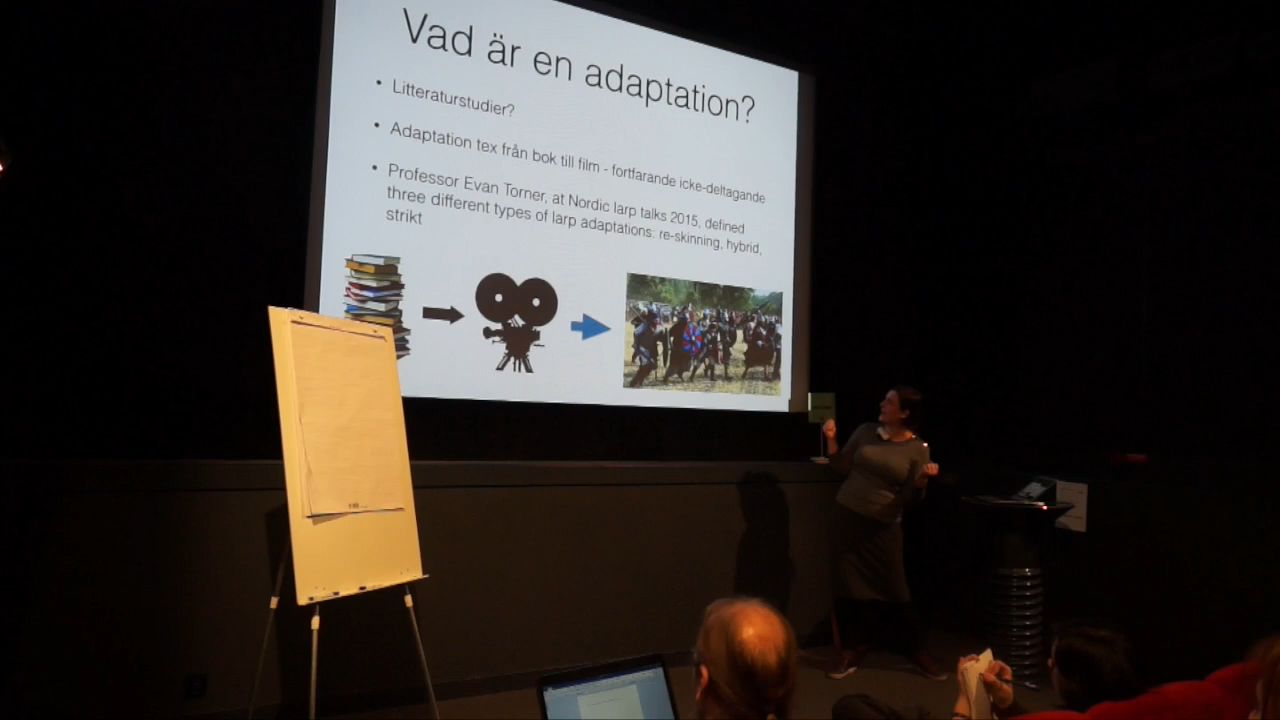 Vad är en adaptation?
• Litteraturstudier?
• Adaptation tex från bok till film - fortfarande icke-deltagande
• Professor Evan Torner, at Nordic larp talks 2015, defined
three different types of larp adaptations: re-skinning, hybrid,
strikt